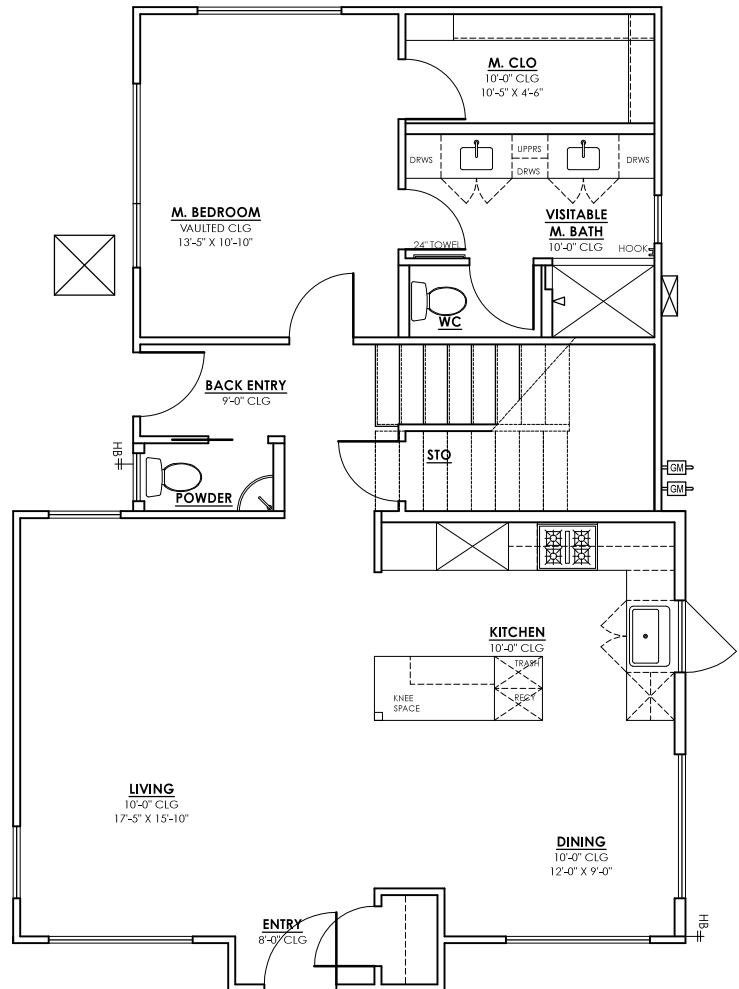 M. CLO
10'-0" CLG
10'-5" X 4'-6"
DRWS
UPPRS
DRWS
DRWS
M. BEDROOM
VAULTED CLG
13'-5" X 10'-10"
VISITABLE
M. BATH
10'-0" CLG
24" TOWEL
HOOK
WC
BACK ENTRY
9'-0" CLG
HB
STO
POWDER
GM
GM
KITCHEN
10'-0" CLG
TRASH
RECY
KNEE
SPACE
LIVING
10'-0" CLG
17'-5" X 15'-10"
DINING
10'-0" CLG
12'-0" X 9'-0"
ENTRY
8'-0" CLG
HB